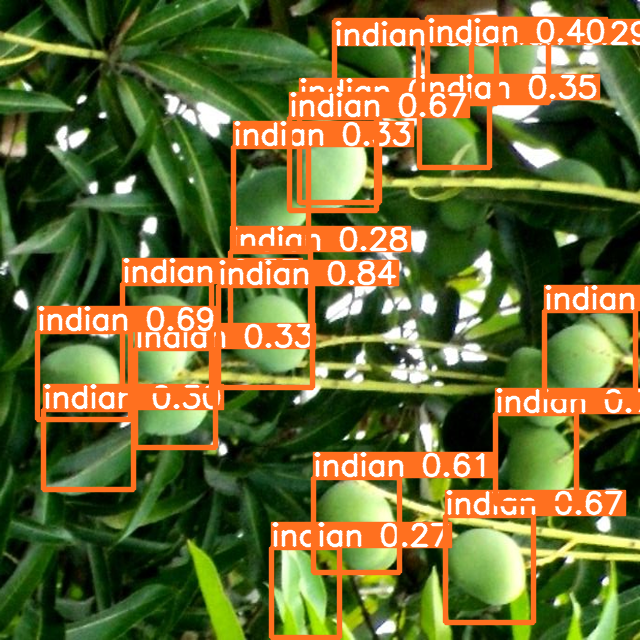 indian
indian 0.40
29
indian 0.35
indian 0.67
indian 0.33
indian 0.28
indian
indian 0.84
indian
indian 0.69
indian 0.33
indian 0.30
indian 0.
indian 0.61
indian 0.67
indian 0.27